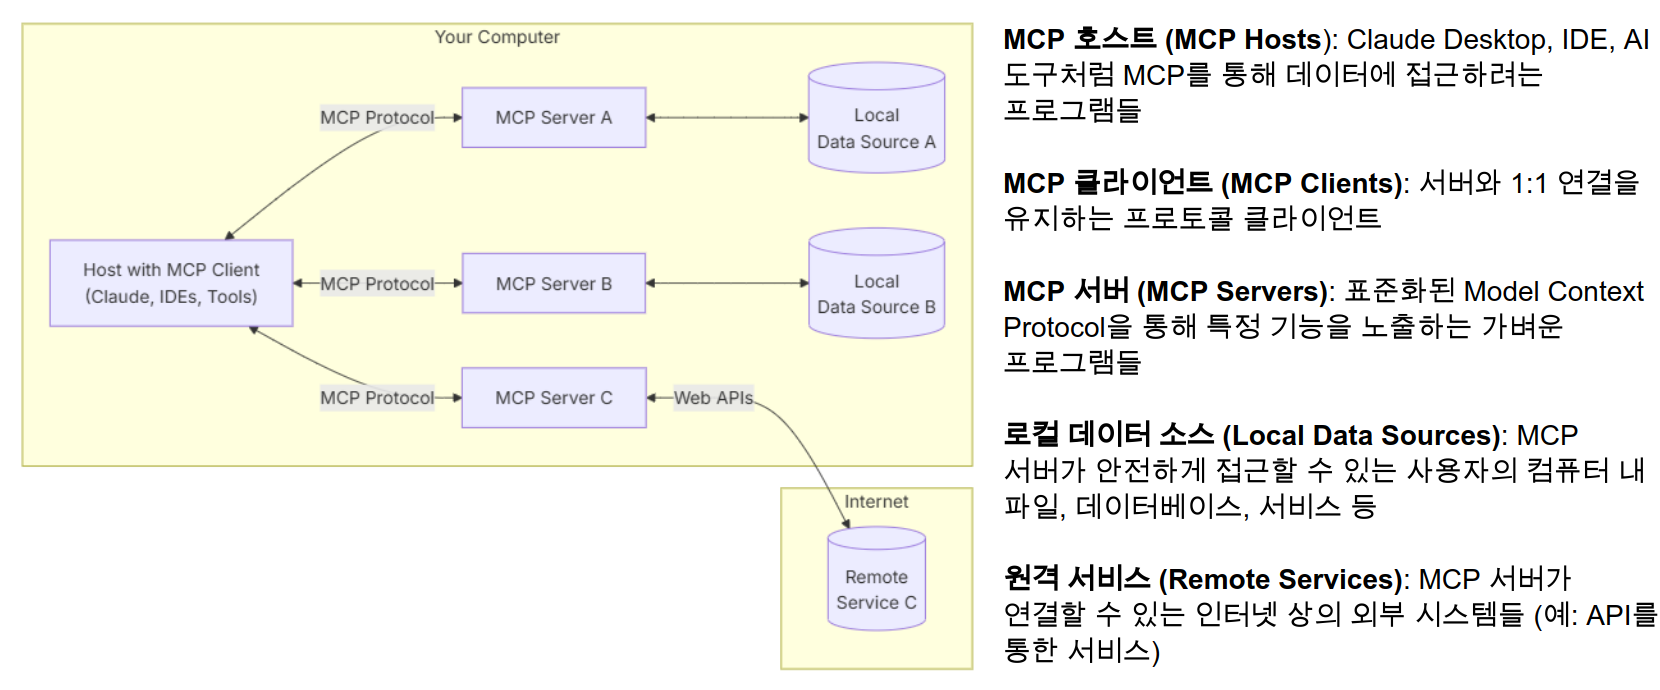 Your Computer
MCP Protocol
MCP Server A
Local
Data Source A
Host with MCP Client
(Claude, IDEs, Tools)
MCP Protocol
MCP Server B
Local
Data Source B
MCP Protocol
MCP Server C
Web APIs
Internet
Remote
Service C
MCP 호스트 (MCP Hosts): Claude Desktop, IDE, AI
도구처럼 MCP를 통해 데이터에 접근하려는
프로그램들
MCP 클라이언트 (MCP Clients): 서버와 1:1 연결을
유지하는 프로토콜 클라이언트
MCP 서버 (MCP Servers): 표준화된 Model Context
Protocol을 통해 특정 기능을 노출하는 가벼운
프로그램들
로컬 데이터 소스 (Local Data Sources): MCP
서버가 안전하게 접근할 수 있는 사용자의 컴퓨터 내
파일, 데이터베이스, 서비스 등
원격 서비스 (Remote Services): MCP 서버가
연결할 수 있는 인터넷 상의 외부 시스템들 (예: API를
통한 서비스)